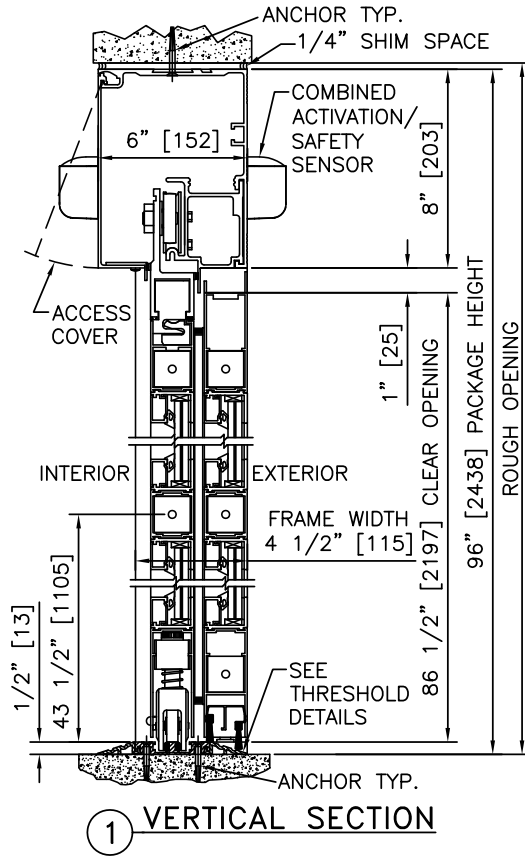 ANCHOR TYP.
1/4" SHIM SPACE
COMBINED
ACTIVATION/
SAFETY
SENSOR
6" [152]
8" [203]
ACCESS
COVER
1" [25]
INTERIOR
EXTERIOR
FRAME WIDTH
4 1/2" [115]
86 1/2" [2197] CLEAR OPENING
96" [2438] PACKAGE HEIGHT
ROUGH OPENING
1/2" [13]
43 1/2" [1105]
SEE
THRESHOLD
DETAILS
ANCHOR TYP.
1 VERTICAL SECTION